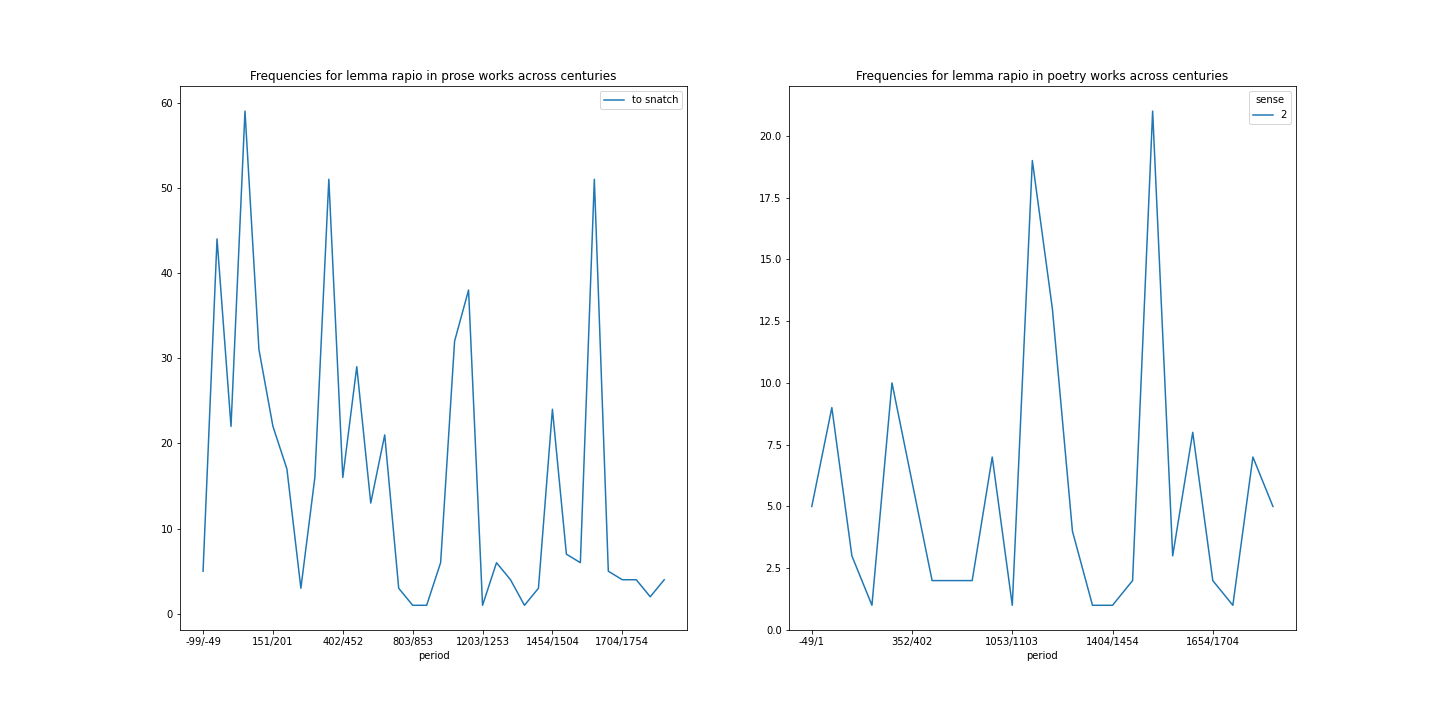 Frequencies for lemma rapio in prose works across centuries
to snatch
60
50
40
30
20
10
0
-99/-49 151/201 402/452 803/853 1203/1253 1454/1504 1704/1754
period
Frequencies for lemma rapio in poetry works across centuries
sense
2
20.0
17.5
15.0
12.5
10.0
7.5
5.0
2.5
0.0
-49/1 352/402 1053/1103 1404/1454 1654/1704
period